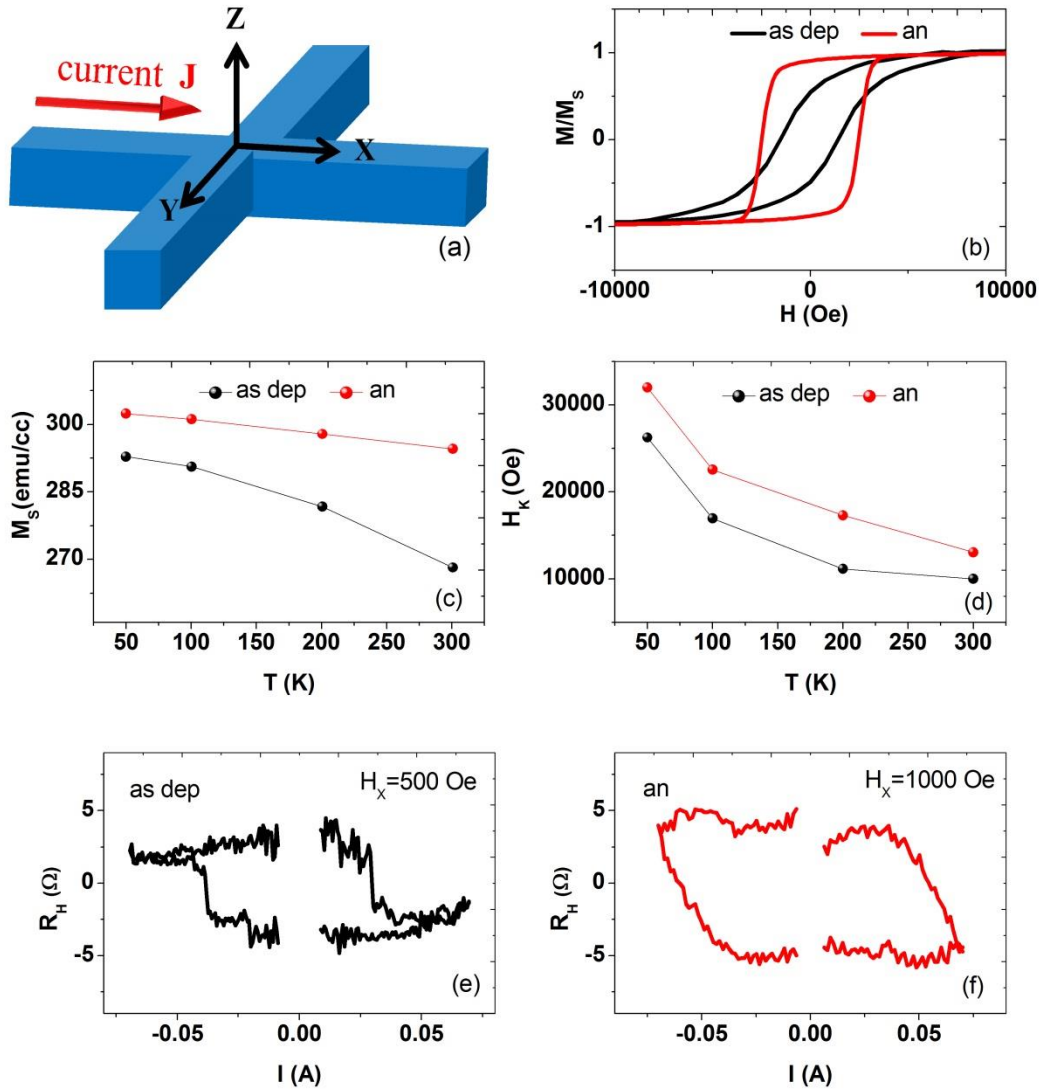 current J
Z
X
Y
(a)
as dep
an
M/M_S
1
0
-1
-10000
0
10000
H (Oe)
(b)
as dep
an
M_S(emu/cc)
300
285
270
50
100
150
200
250
300
T (K)
(c)
as dep
an
H_K (Oe)
30000
20000
10000
50
100
150
200
250
300
T (K)
(d)
as dep
H_X=500 Oe
R_H (Ω)
5
0
-5
-0.05
0.00
0.05
I (A)
(e)
an
H_X=1000 Oe
R_H (Ω)
5
0
-5
-0.05
0.00
0.05
I (A)
(f)